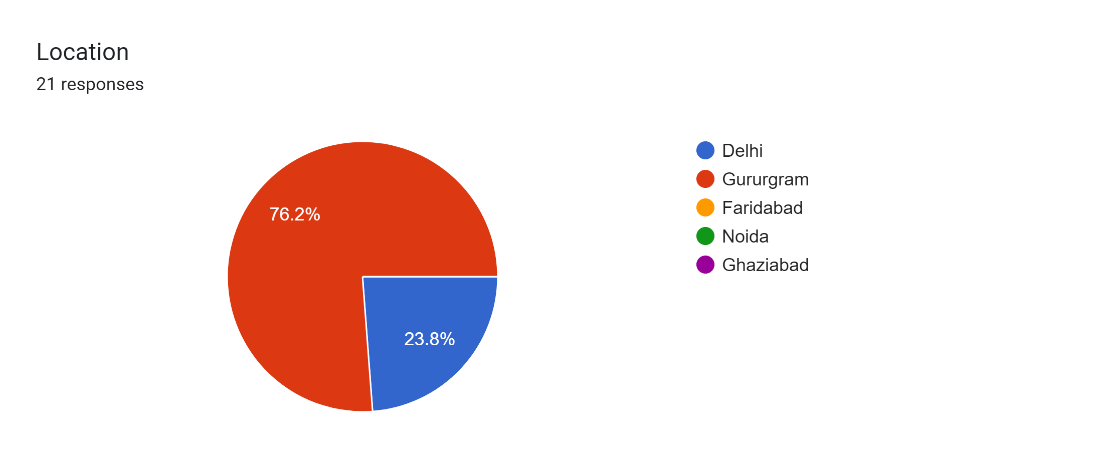 Location
21 responses
76.2%
23.8%
Delhi
Gururgram
Faridabad
Noida
Ghaziabad